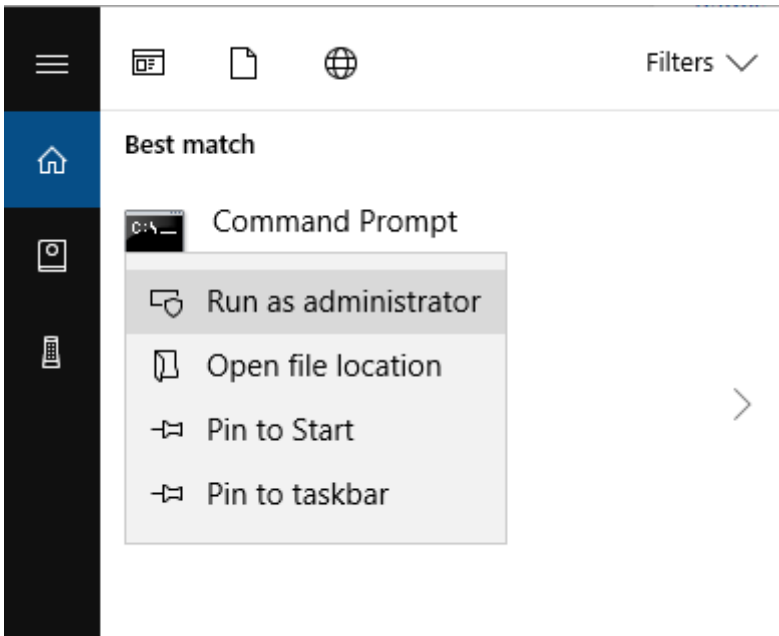 Filters
Best match
C:\_
Command Prompt
Run as administrator
Open file location
Pin to Start
Pin to taskbar